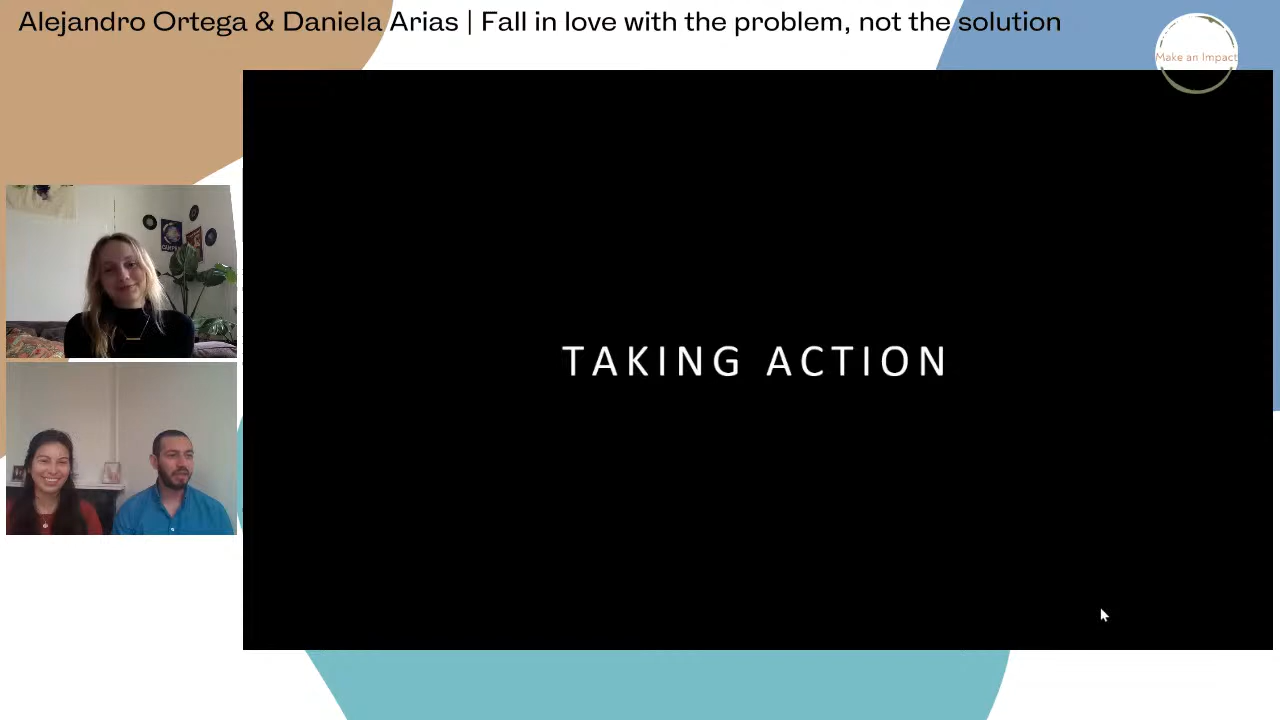 Alejandro Ortega & Daniela Arias | Fall in love with the problem, not the solution
Make an Impact
TAKING ACTION